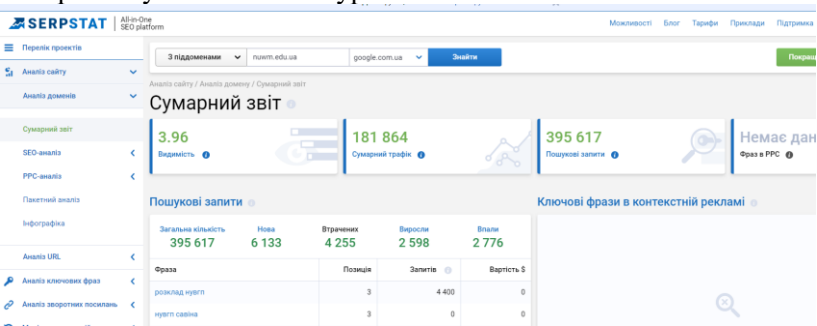 SERPSTAT All-in-One SEO platform
Можливості Блог Тарифи Приклади Підтримка
Перелік проектів
Аналіз сайту
Аналіз доменів
Сумарний звіт
SEO-аналіз
PPC-аналіз
Пакетний аналіз
Інфографіка
Аналіз URL
Аналіз ключових фраз
Аналіз зворотних посилань
З піддоменами nuwm.edu.ua google.com.ua Знайти
Аналіз сайту / Аналіз домену / Сумарний звіт
Сумарний звіт
3.96
Видимість
181 864
Сумарний трафік
395 617
Пошукові запити
Немає
Фраз в PPC
Пошукові запити
Загальна кількість Нова Втрачених Виросли Впали
395 617 6 133 4 255 2 598 2 776
Фраза Позиція Запитів Вартість $
розклад нувгп 3 4 400 0
нувгп савіна 3 0 0
Ключові фрази в контекстній рекламі